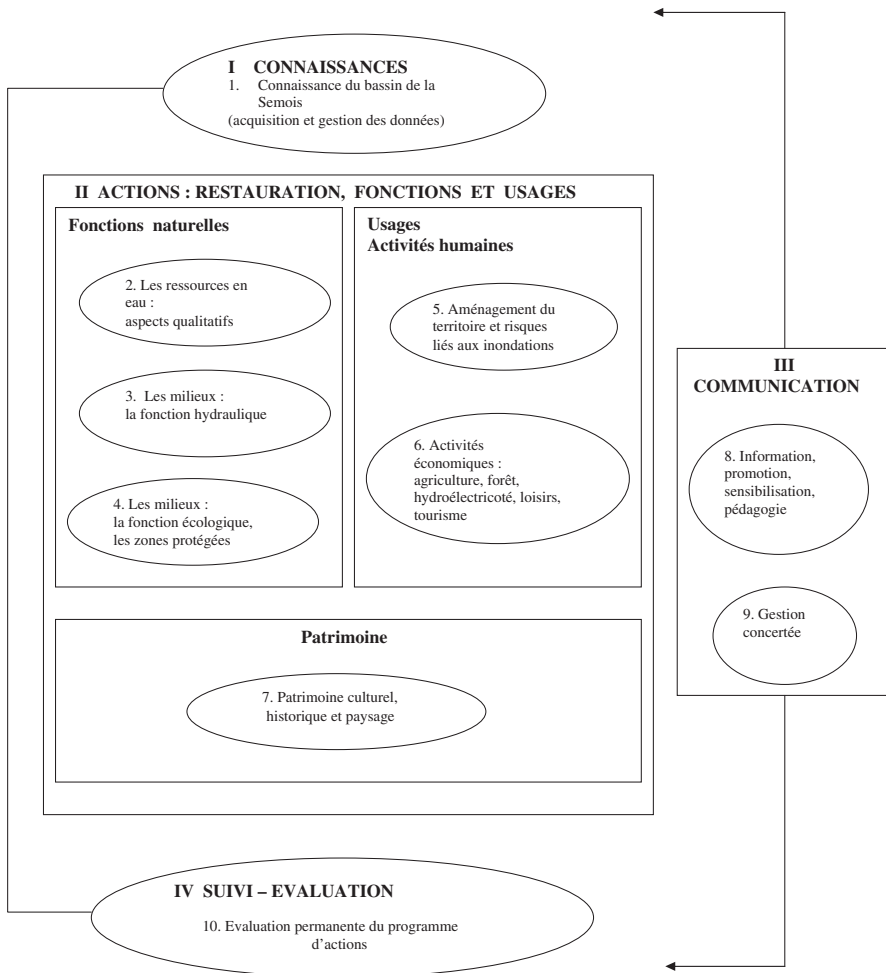 I CONNAISSANCES
1. Connaissance du bassin de la
Semois
(acquisition et gestion des données)
II ACTIONS : RESTAURATION, FONCTIONS ET USAGES
Fonctions naturelles
2. Les ressources en
eau :
aspects qualitatifs
3. Les milieux :
la fonction hydraulique
4. Les milieux :
la fonction écologique,
les zones protégées
Usages
Activités humaines
5. Aménagement du
territoire et risques
liés aux inondations
6. Activités
économiques :
agriculture, forêt,
hydroélectricoté, loisirs,
tourisme
Patrimoine
7. Patrimoine culturel,
historique et paysage
III
COMMUNICATION
8. Information,
promotion,
sensibilisation,
pédagogie
9. Gestion
concertée
IV SUIVI – EVALUATION
10. Evaluation permanente du programme
d'actions